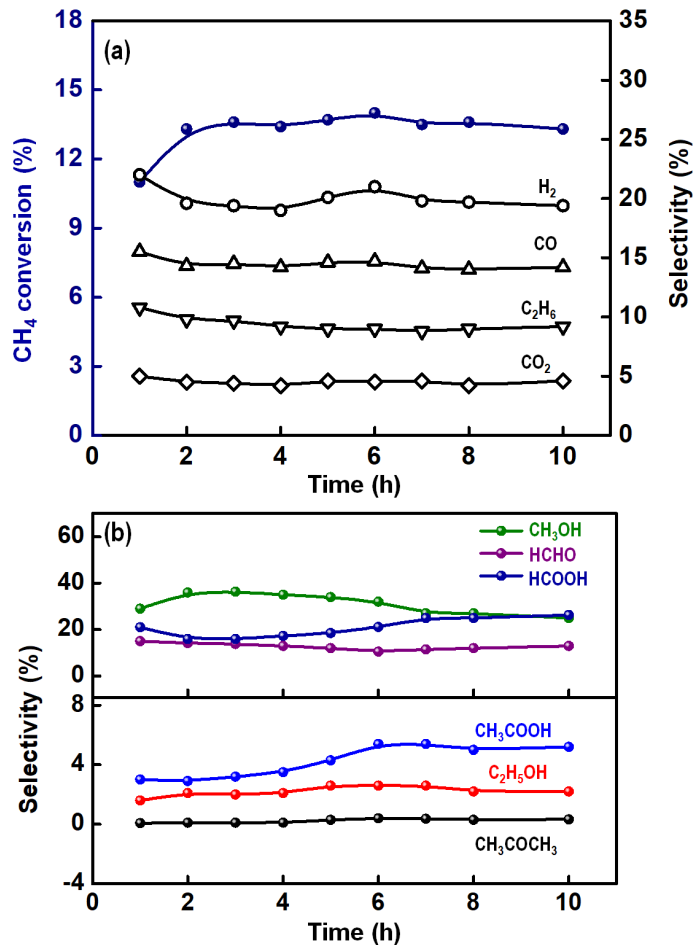 (a)
CH₄ conversion (%)
18
15
12
9
6
3
0
Selectivity (%)
35
30
25
20
15
10
5
0
H₂
CO
C₂H₆
CO₂
0 2 4 6 8 10
Time (h)
(b)
CH₃OH
HCHO
HCOOH
Selectivity (%)
60
40
20
0
8
4
0
-4
CH₃COOH
C₂H₅OH
CH₃COCH₃
0 2 4 6 8 10
Time (h)